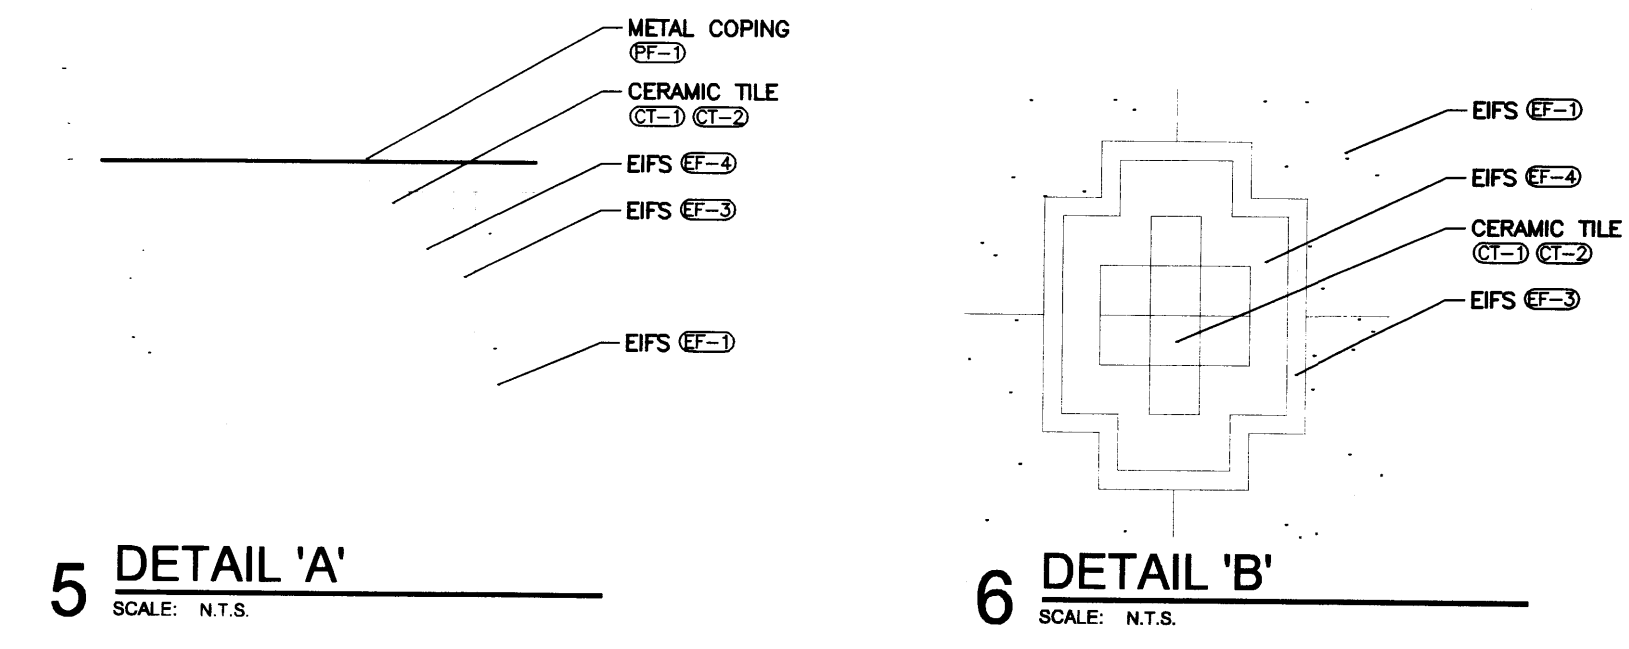 METAL COPING
PF-1
CERAMIC TILE
CT-1 CT-2
EIFS EF-4
EIFS EF-3
EIFS EF-1
5 DETAIL 'A'
SCALE: N.T.S.
EIFS EF-1
EIFS EF-4
CERAMIC TILE
CT-1 CT-2
EIFS EF-3
6 DETAIL 'B'
SCALE: N.T.S.